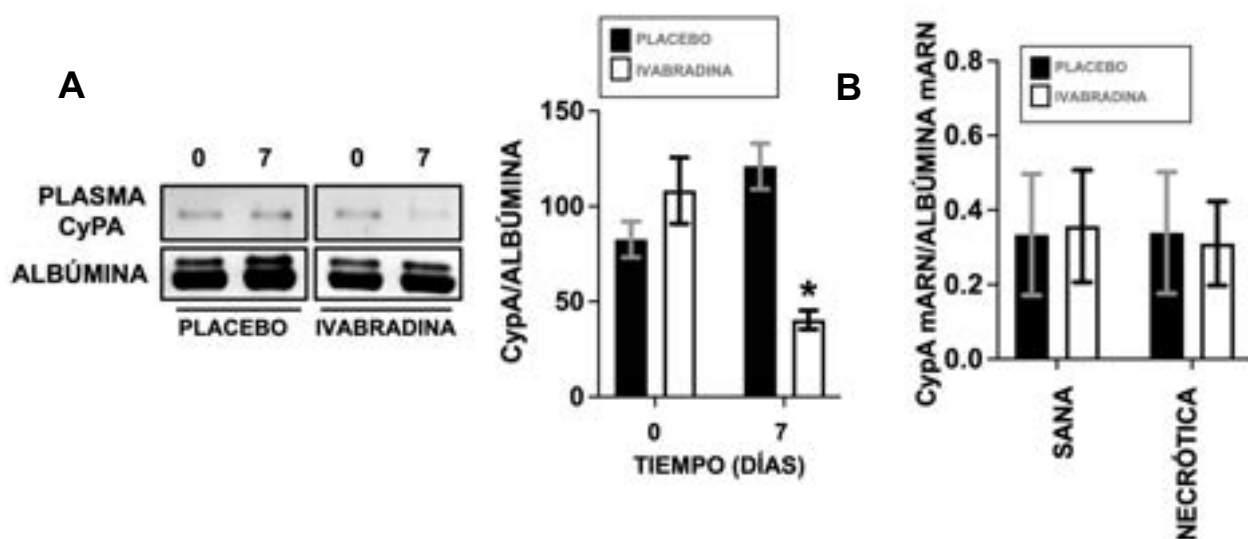 A
0 7 0 7
PLASMA
CyPA
ALBÚMINA
PLACEBO IVABRADINA
PLACEBO
IVABRADINA
CypA/ALBÚMINA
150
100
50
0
*
0 7
TIEMPO (DÍAS)
B
PLACEBO
IVABRADINA
CypA mARN/ALBÚMINA mARN
0.8
0.6
0.4
0.2
0.0
SANA
NECRÓTICA